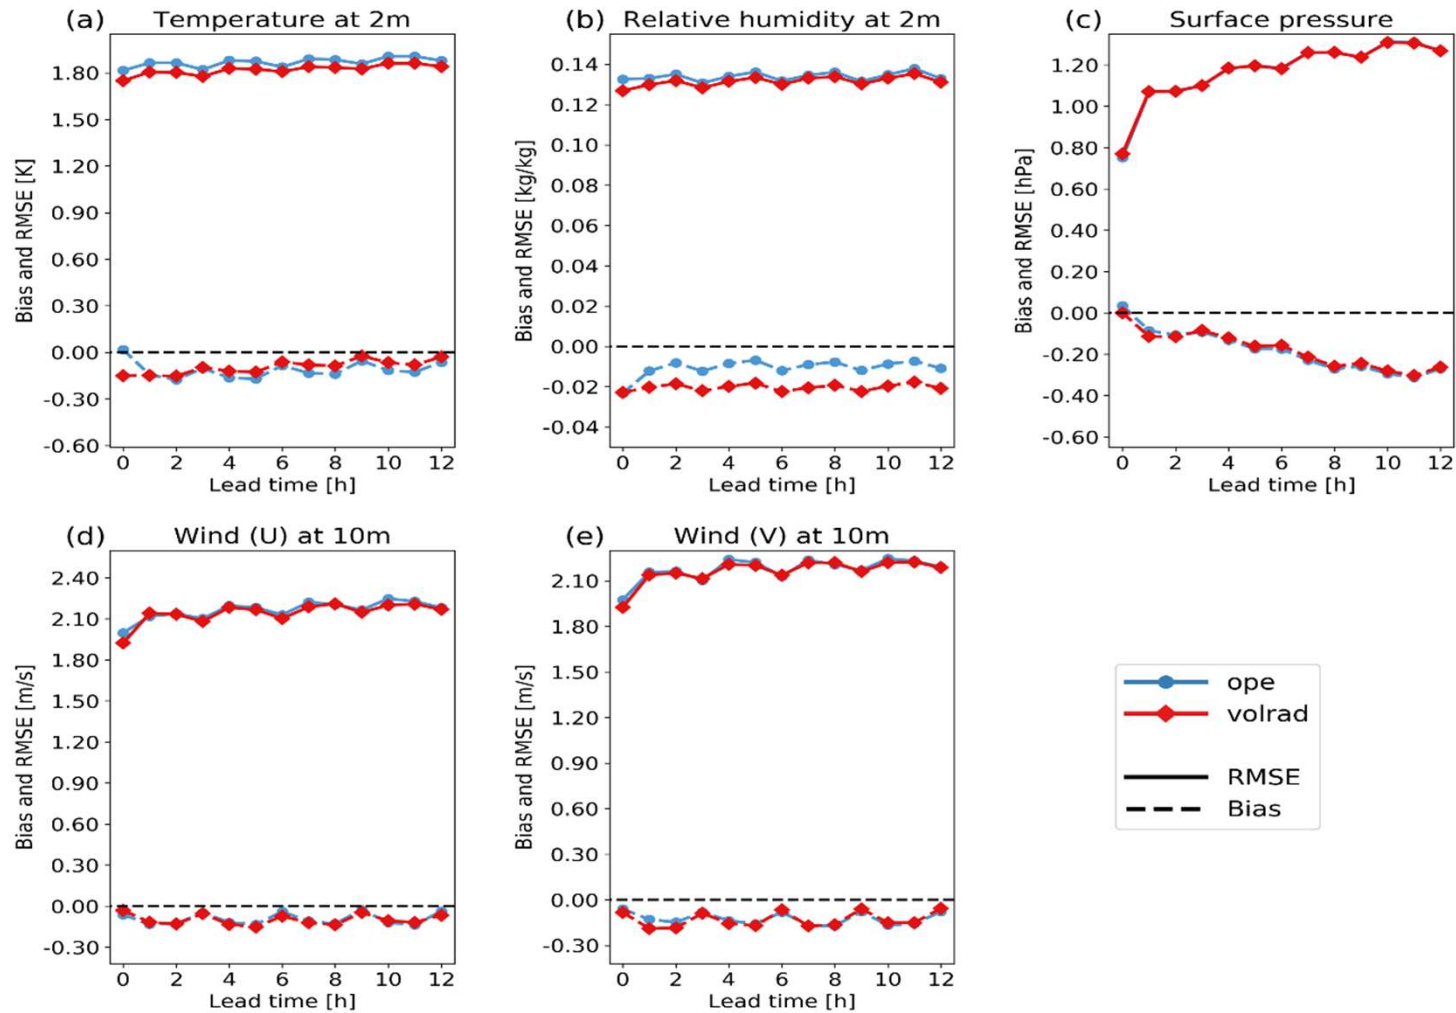 (a) Temperature at 2m
Bias and RMSE [K]
1.80
1.50
1.20
0.90
0.60
0.30
0.00
-0.30
-0.60
0 2 4 6 8 10 12
Lead time [h]
(b) Relative humidity at 2m
Bias and RMSE [kg/kg]
0.14
0.12
0.10
0.08
0.06
0.04
0.02
0.00
-0.02
-0.04
0 2 4 6 8 10 12
Lead time [h]
(c) Surface pressure
Bias and RMSE [hPa]
1.20
1.00
0.80
0.60
0.40
0.20
0.00
-0.20
-0.40
-0.60
0 2 4 6 8 10 12
Lead time [h]
(d) Wind (U) at 10m
Bias and RMSE [m/s]
2.40
2.10
1.80
1.50
1.20
0.90
0.60
0.30
0.00
-0.30
0 2 4 6 8 10 12
Lead time [h]
(e) Wind (V) at 10m
Bias and RMSE [m/s]
2.10
1.80
1.50
1.20
0.90
0.60
0.30
0.00
-0.30
0 2 4 6 8 10 12
Lead time [h]
ope
volrad
RMSE
Bias